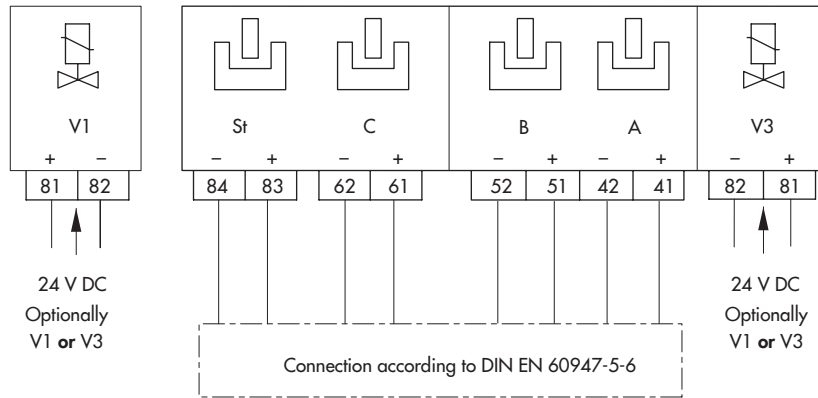 V1 St C B A V3
+ − − + − + − + − + − +
81 82 84 83 62 61 52 51 42 41 82 81
24 V DC
Optionally
V1 or V3
Connection according to DIN EN 60947-5-6
24 V DC
Optionally
V1 or V3